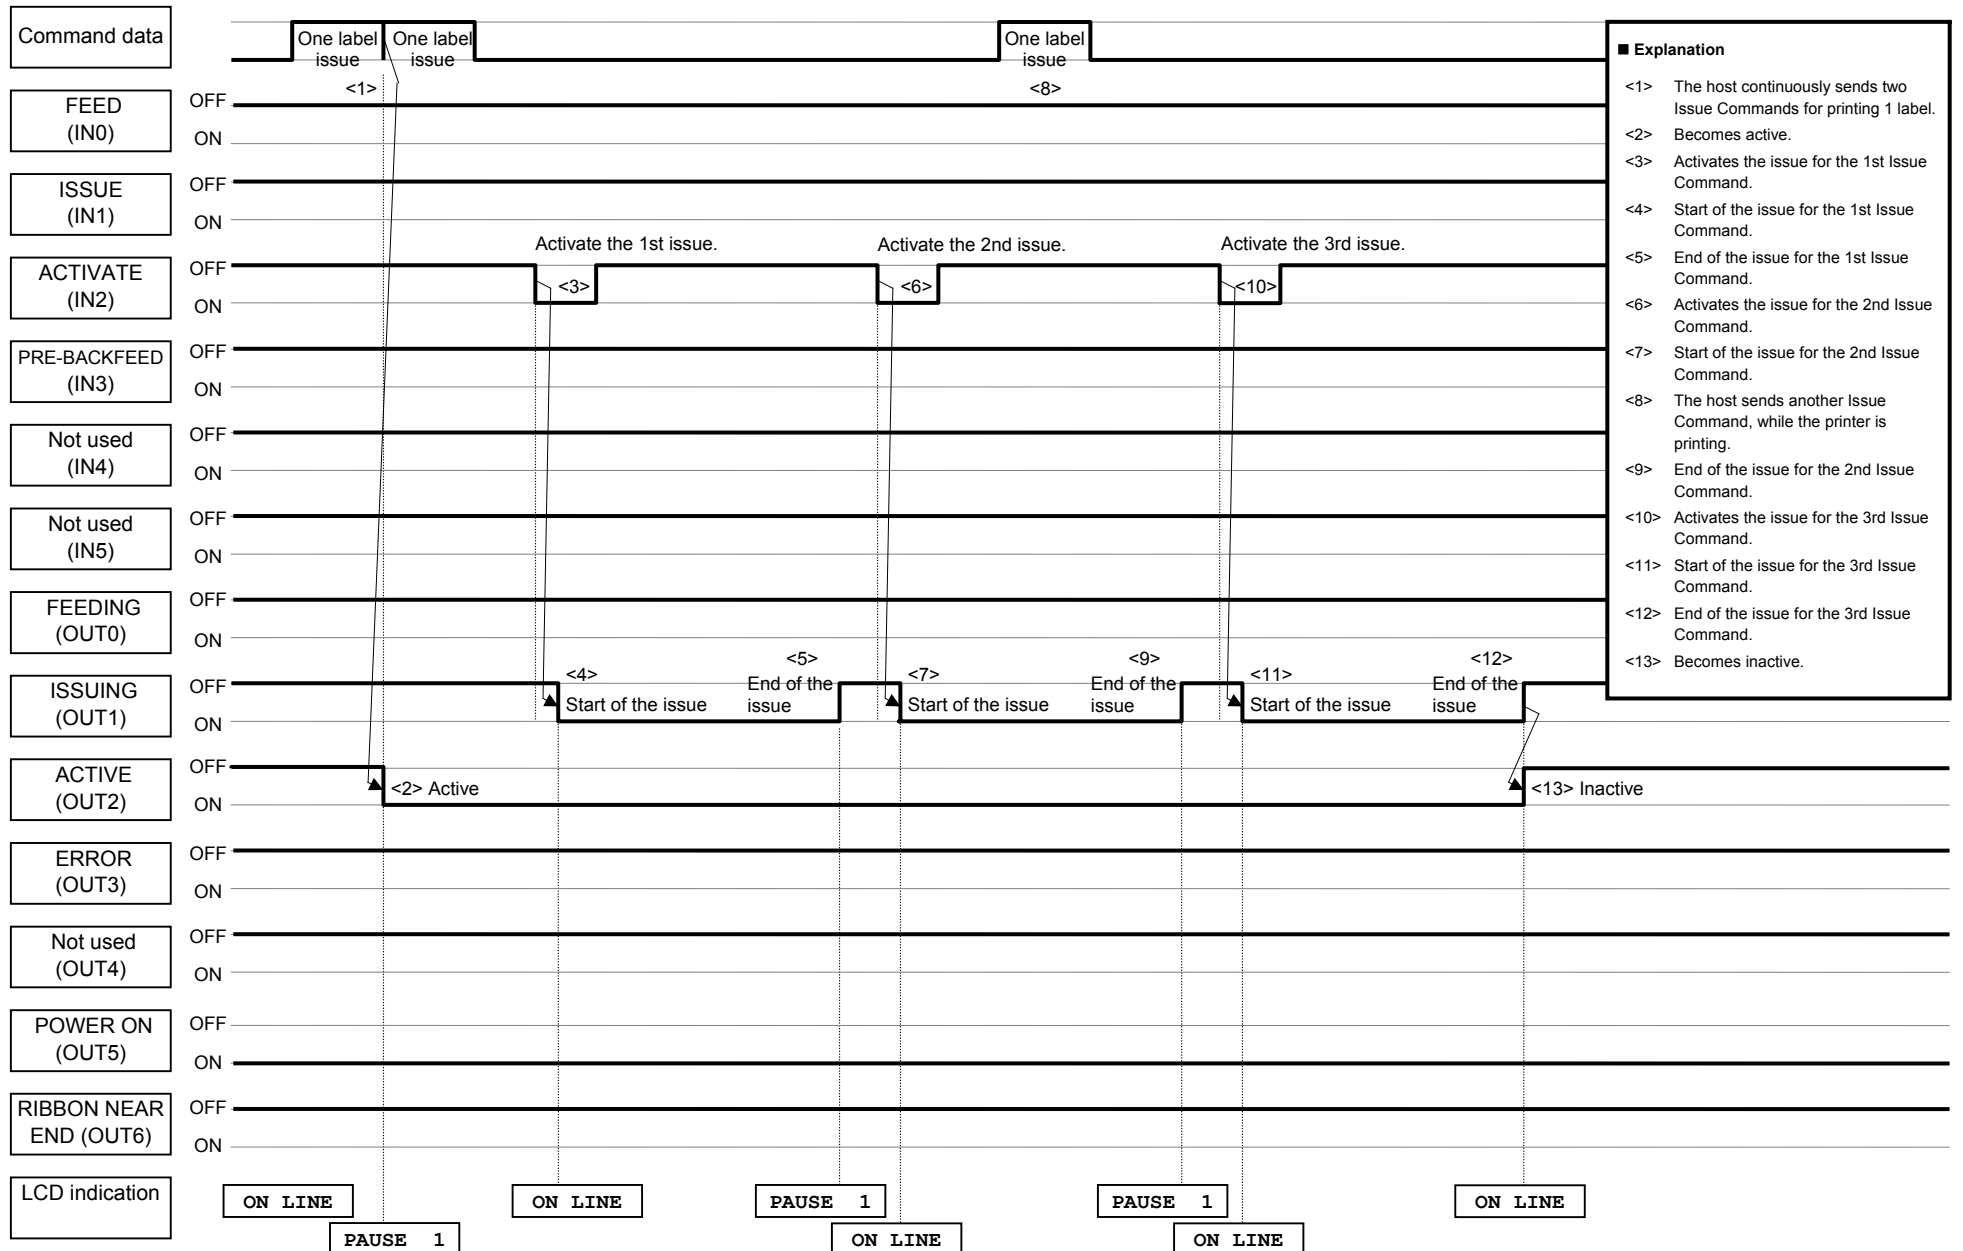 Command data
One label
issue
One label
issue
One label
issue
<1>
<8>
FEED
(IN0)
OFF
ON
ISSUE
(IN1)
OFF
ON
Activate the 1st issue.
Activate the 2nd issue.
Activate the 3rd issue.
ACTIVATE
(IN2)
OFF
ON
<3>
<6>
<10>
PRE-BACKFEED
(IN3)
OFF
ON
Not used
(IN4)
OFF
ON
Not used
(IN5)
OFF
ON
FEEDING
(OUT0)
OFF
ON
ISSUING
(OUT1)
OFF
ON
<4>
Start of the issue
<5>
End of the
issue
<7>
Start of the issue
<9>
End of the
issue
<11>
Start of the issue
<12>
End of the
issue
ACTIVE
(OUT2)
OFF
ON
<2> Active
<13> Inactive
ERROR
(OUT3)
OFF
ON
Not used
(OUT4)
OFF
ON
POWER ON
(OUT5)
OFF
ON
RIBBON NEAR
END (OUT6)
OFF
ON
LCD indication
ON LINE
PAUSE 1
ON LINE
PAUSE 1
ON LINE
PAUSE 1
ON LINE
ON LINE
■ Explanation
<1> The host continuously sends two
Issue Commands for printing 1 label.
<2> Becomes active.
<3> Activates the issue for the 1st Issue
Command.
<4> Start of the issue for the 1st Issue
Command.
<5> End of the issue for the 1st Issue
Command.
<6> Activates the issue for the 2nd Issue
Command.
<7> Start of the issue for the 2nd Issue
Command.
<8> The host sends another Issue
Command, while the printer is
printing.
<9> End of the issue for the 2nd Issue
Command.
<10> Activates the issue for the 3rd Issue
Command.
<11> Start of the issue for the 3rd Issue
Command.
<12> End of the issue for the 3rd Issue
Command.
<13> Becomes inactive.